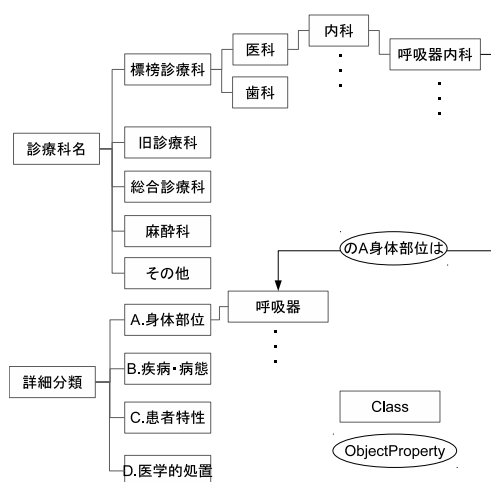 内科
医科
呼吸器内科
標榜診療科
歯科
旧診療科
診療科名
総合診療科
麻酔科
のA身体部位は
その他
呼吸器
A.身体部位
B.疾病・病態
詳細分類
C.患者特性
Class
ObjectProperty
D.医学的処置